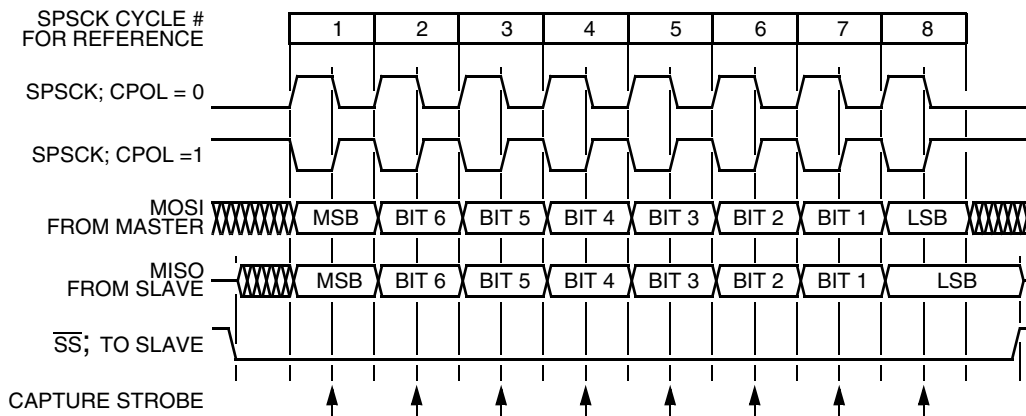 SPSCK CYCLE #
FOR REFERENCE
1 2 3 4 5 6 7 8
SPSCK; CPOL = 0
SPSCK; CPOL =1
MOSI
FROM MASTER
MSB BIT 6 BIT 5 BIT 4 BIT 3 BIT 2 BIT 1 LSB
MISO
FROM SLAVE
MSB BIT 6 BIT 5 BIT 4 BIT 3 BIT 2 BIT 1 LSB
SS; TO SLAVE
CAPTURE STROBE